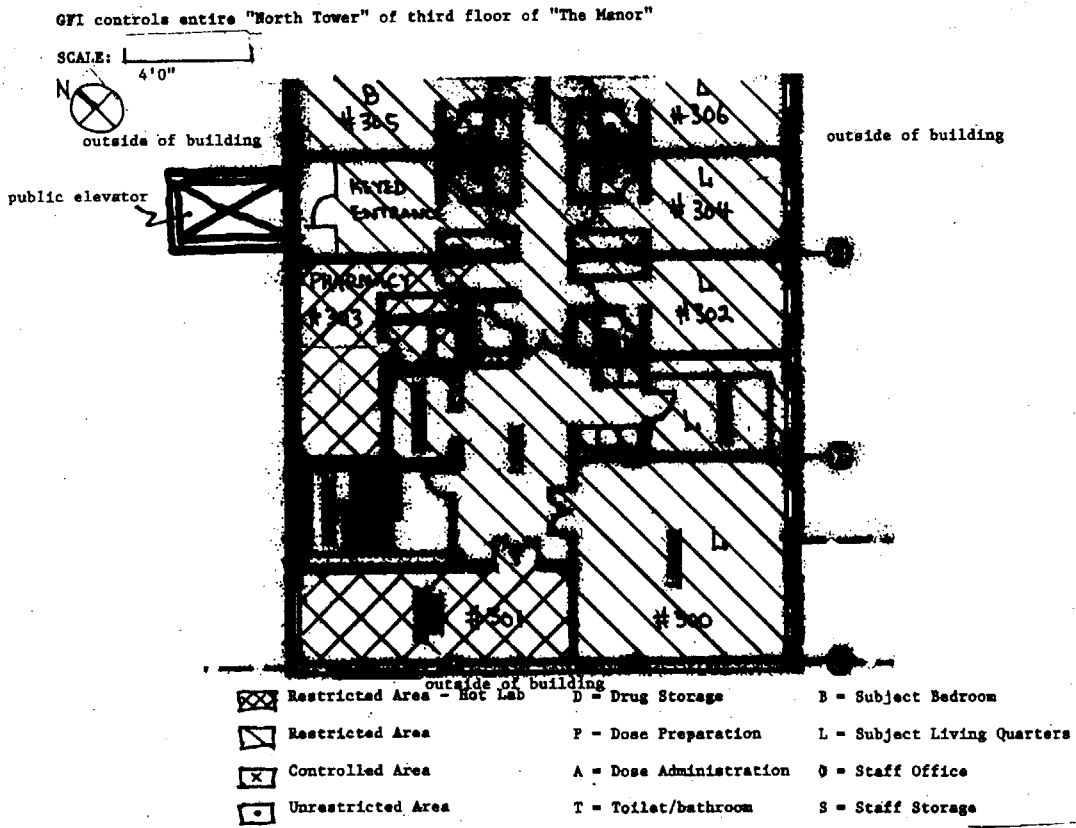 GFI controls entire "North Tower" of third floor of "The Manor"
SCALE:
4'0"
N
outside of building
outside of building
public elevator
B
#305
L
#306
KEYED
ENTRANCE
L
#304
PHARMACY
#303
L
#302
L
L
#301
#300
outside of building
Restricted Area - Hot Lab
D = Drug Storage
B = Subject Bedroom
Restricted Area
P = Dose Preparation
L = Subject Living Quarters
Controlled Area
A = Dose Administration
O = Staff Office
Unrestricted Area
T = Toilet/bathroom
S = Staff Storage